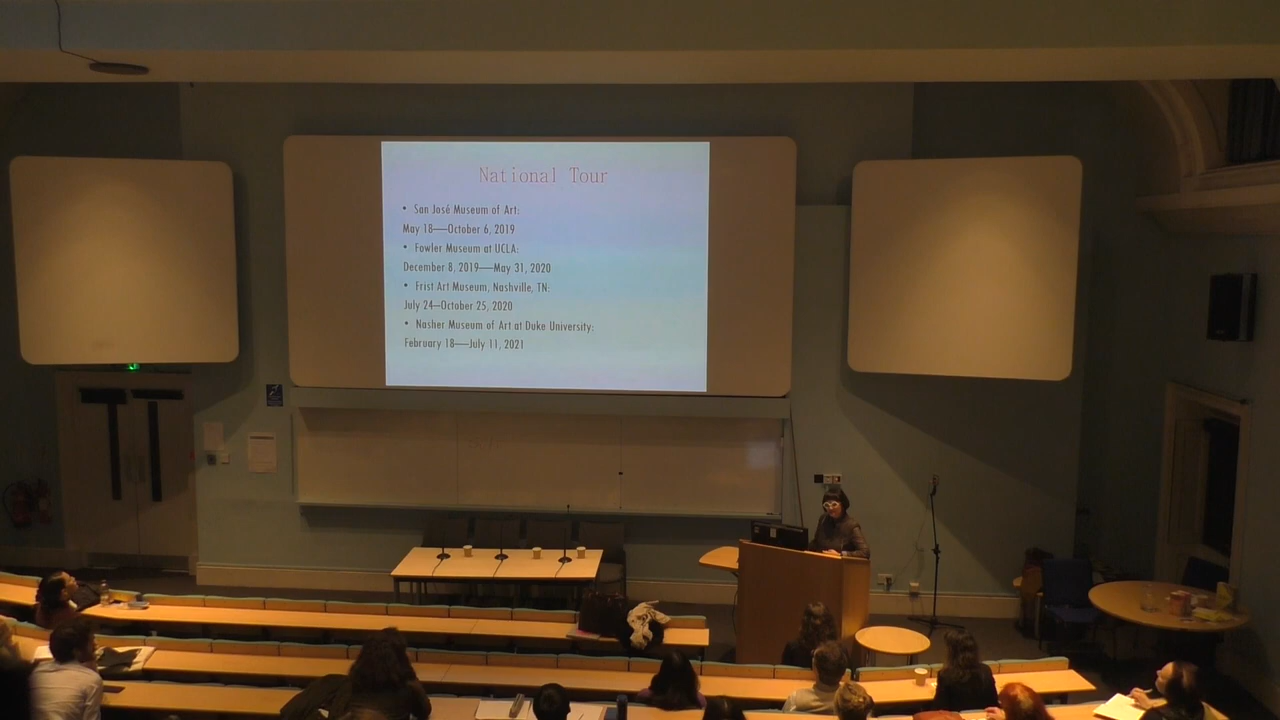 National Tour
• San José Museum of Art:
May 18—October 6, 2019
• Fowler Museum at UCLA:
December 8, 2019—May 31, 2020
• Frist Art Museum, Nashville, TN:
July 24–October 25, 2020
• Nasher Museum of Art at Duke University:
February 18—July 11, 2021